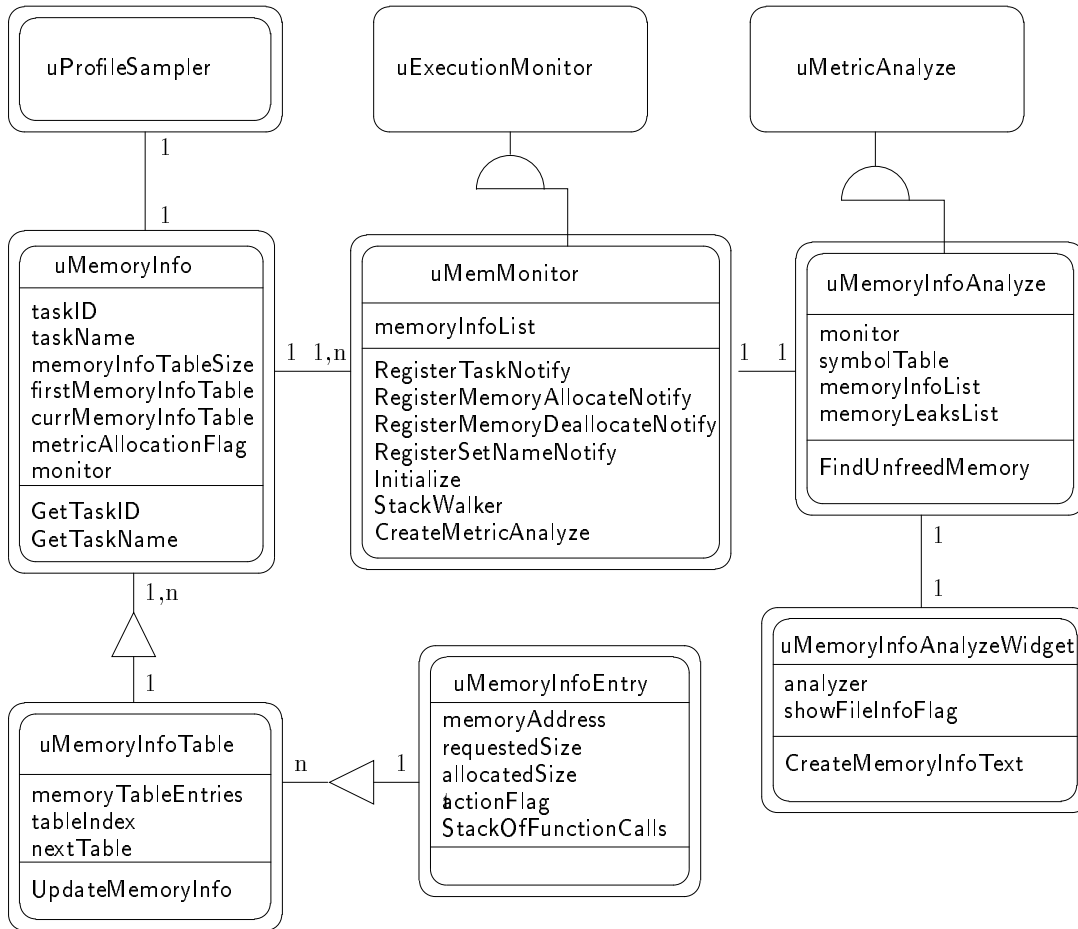 uProfileSampler
uExecutionMonitor
uMetricAnalyze
1
1
uMemoryInfo
taskID
taskName
memoryInfoTableSize
firstMemoryInfoTable
currMemoryInfoTable
metricAllocationFlag
monitor
GetTaskID
GetTaskName
1 1,n
uMemMonitor
memoryInfoList
RegisterTaskNotify
RegisterMemoryAllocateNotify
RegisterMemoryDeallocateNotify
RegisterSetNameNotify
Initialize
StackWalker
CreateMetricAnalyze
1 1
uMemoryInfoAnalyze
monitor
symbolTable
memoryInfoList
memoryLeaksList
FindUnfreedMemory
1
1
uMemoryInfoAnalyzeWidget
analyzer
showFileInfoFlag
CreateMemoryInfoText
1,n
1
uMemoryInfoTable
memoryTableEntries
tableIndex
nextTable
UpdateMemoryInfo
n 1
uMemoryInfoEntry
memoryAddress
requestedSize
allocatedSize
actionFlag
StackOfFunctionCalls